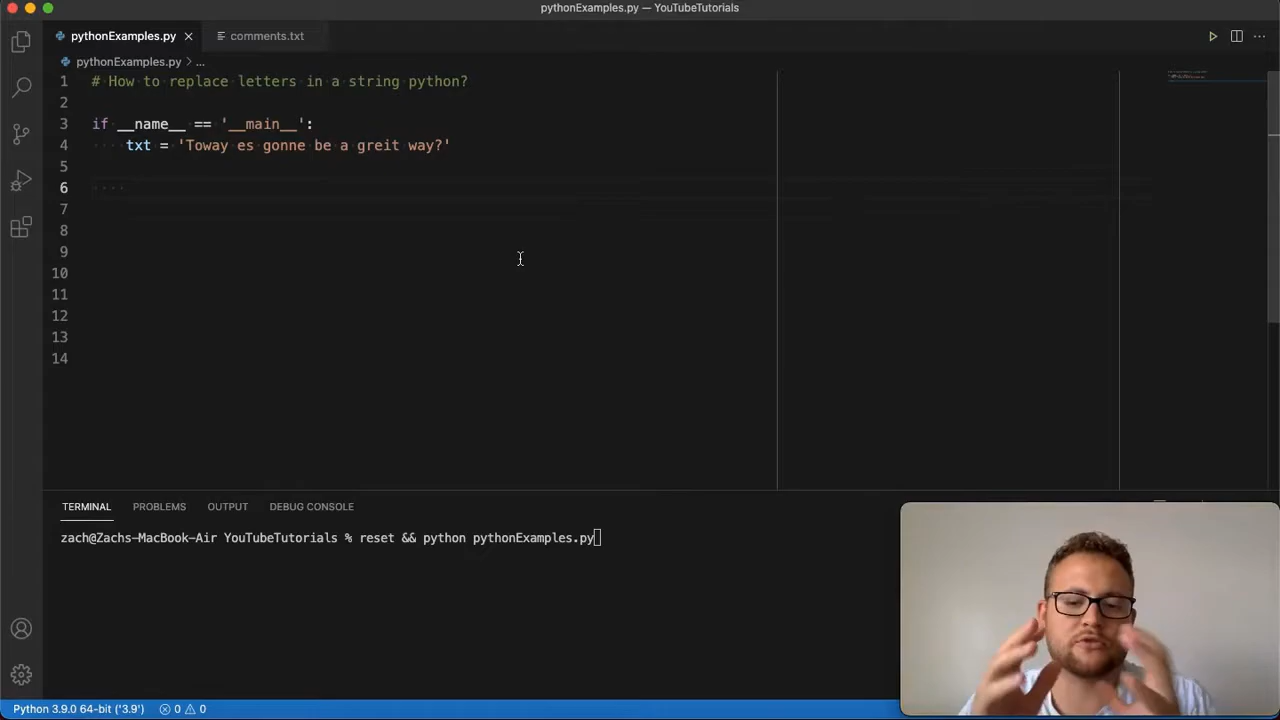 pythonExamples.py — YouTubeTutorials
pythonExamples.py
comments.txt
pythonExamples.py > ...
1 # How to replace letters in a string python?
2
3 if __name__ == '__main__':
4 txt = 'Toway es gonne be a greit way?'
5
6
7
8
9
10
11
12
13
14
TERMINAL PROBLEMS OUTPUT DEBUG CONSOLE
zach@Zachs-MacBook-Air YouTubeTutorials % reset && python pythonExamples.py
Python 3.9.0 64-bit ('3.9') 0 0